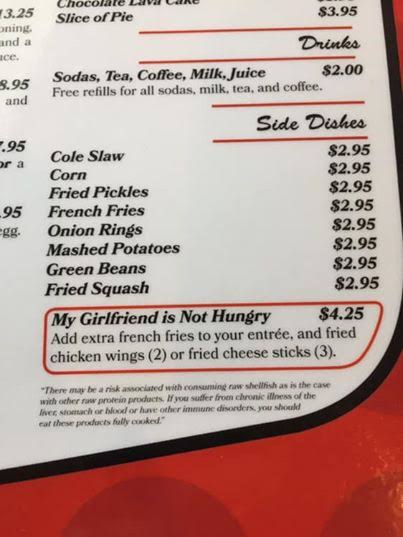 Chocolate Lava Cake
Slice of Pie $3.95
Drinks
Sodas, Tea, Coffee, Milk, Juice $2.00
Free refills for all sodas, milk, tea, and coffee.
Side Dishes
Cole Slaw $2.95
Corn $2.95
Fried Pickles $2.95
French Fries $2.95
Onion Rings $2.95
Mashed Potatoes $2.95
Green Beans $2.95
Fried Squash $2.95
My Girlfriend is Not Hungry $4.25
Add extra french fries to your entrée, and fried
chicken wings (2) or fried cheese sticks (3).
"There may be a risk associated with consuming raw shellfish as is the case
with other raw protein products. If you suffer from chronic illness of the
liver, stomach or blood or have other immune disorders, you should
eat these products fully cooked."
13.25
and a
8.95
and
.95
or a
95